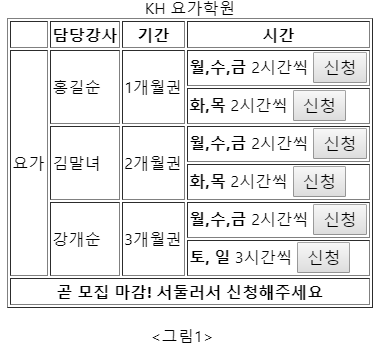 KH 요가학원
담당강사 기간 시간
요가 홍길순 1개월권 월,수,금 2시간씩 신청
화,목 2시간씩 신청
김말녀 2개월권 월,수,금 2시간씩 신청
화,목 2시간씩 신청
강개순 3개월권 월,수,금 2시간씩 신청
토, 일 3시간씩 신청
곧 모집 마감! 서둘러서 신청해주세요
<그림1>